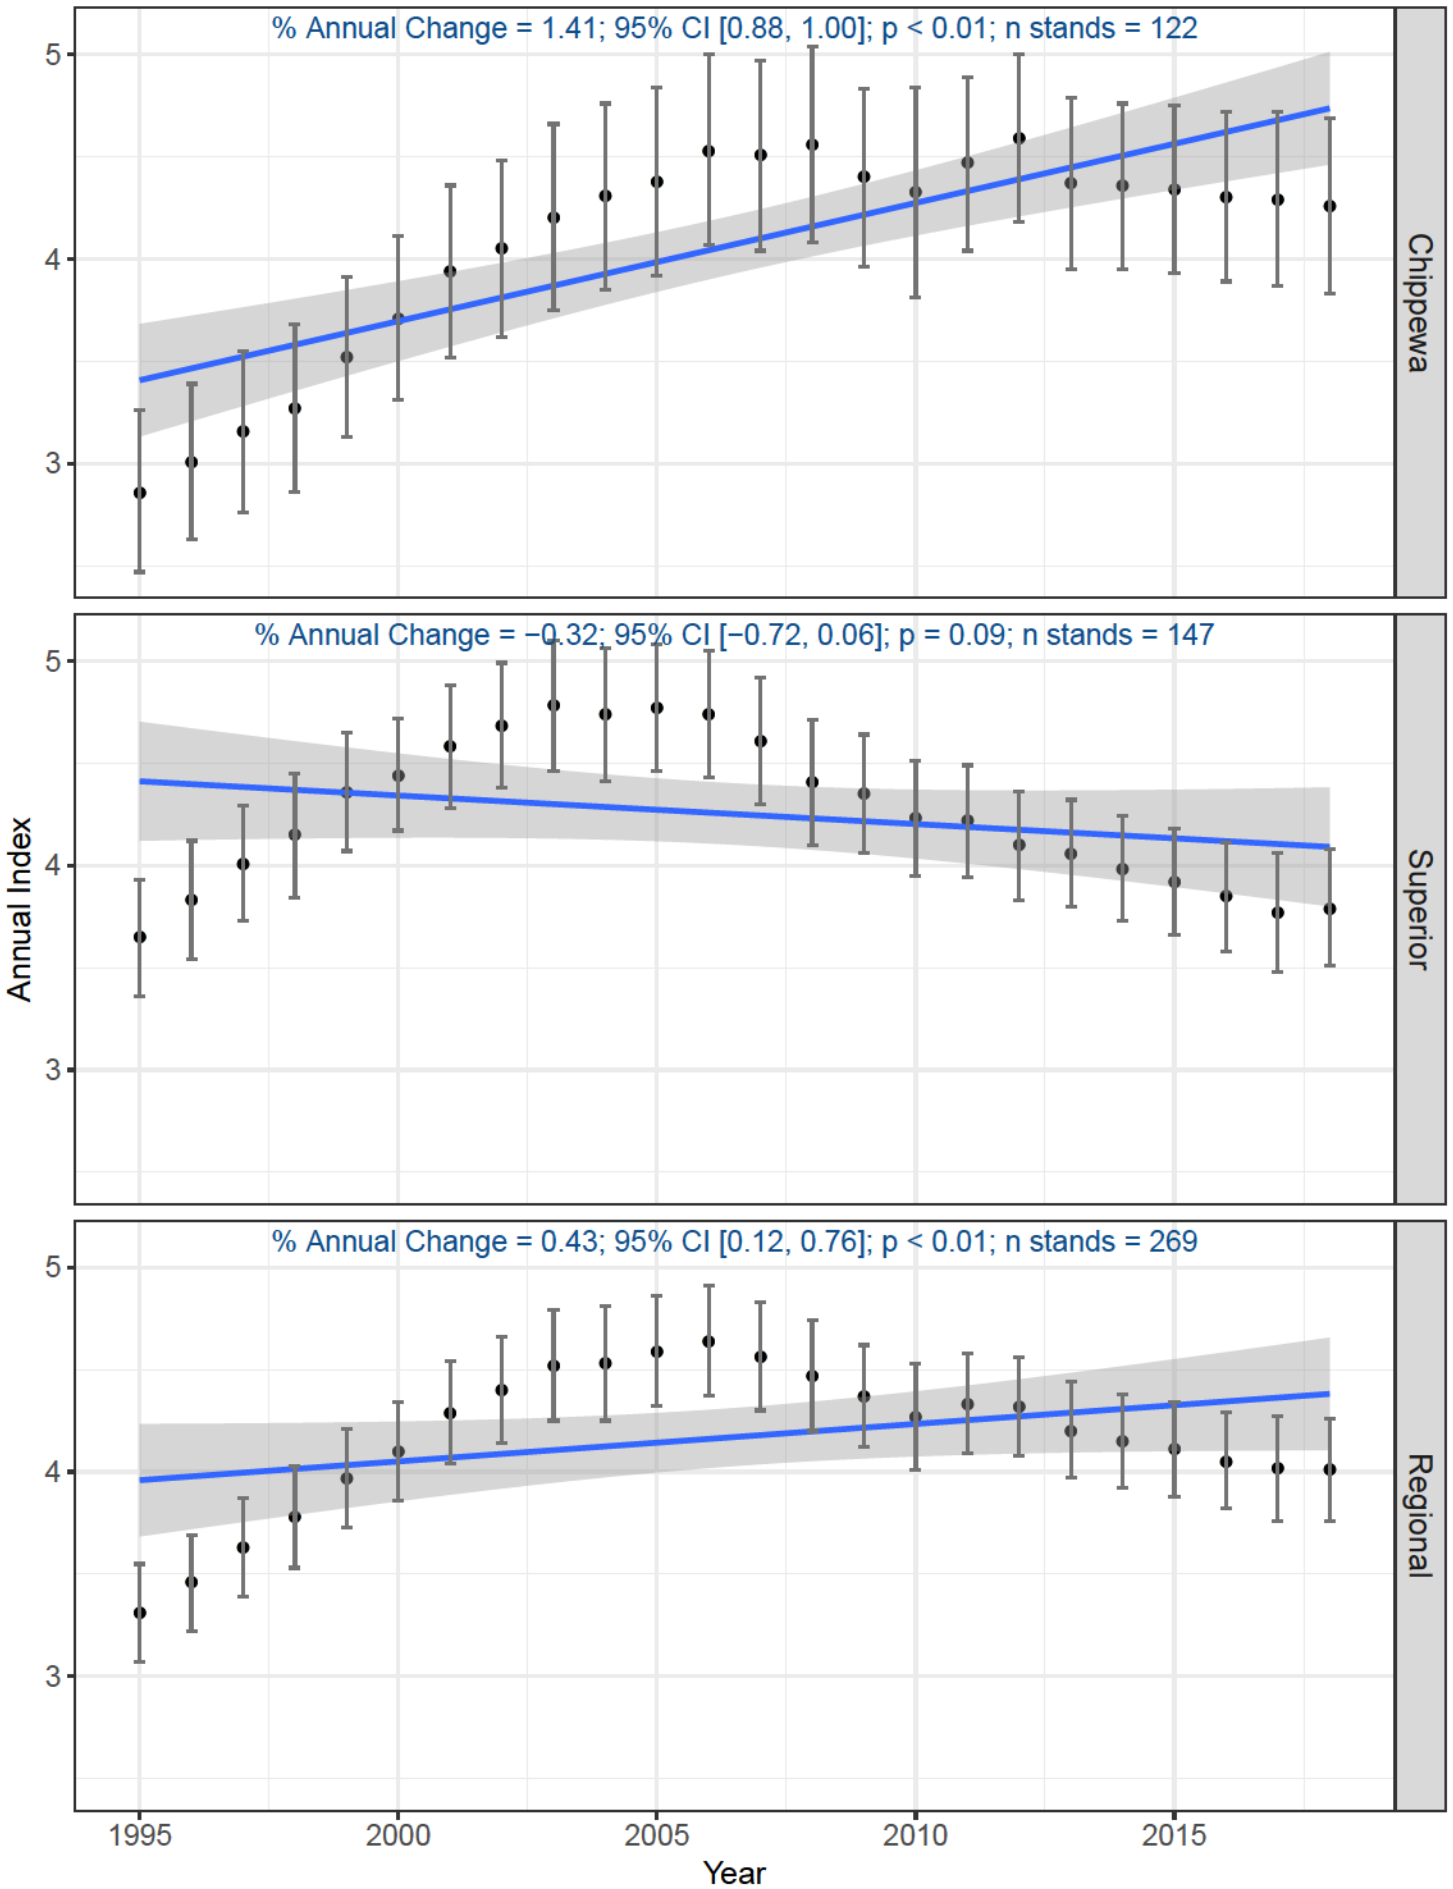 % Annual Change = 1.41; 95% CI [0.88, 1.00]; p < 0.01; n stands = 122
5
4
3
Chippewa
% Annual Change = −0.32; 95% CI [−0.72, 0.06]; p = 0.09; n stands = 147
5
4
3
Superior
Annual Index
% Annual Change = 0.43; 95% CI [0.12, 0.76]; p < 0.01; n stands = 269
5
4
3
Regional
1995 2000 2005 2010 2015
Year